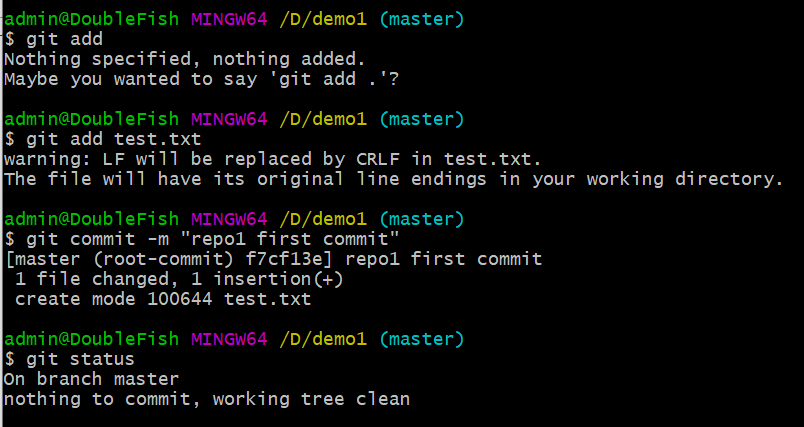 admin@DoubleFish MINGW64 /D/demo1 (master)
$ git add
Nothing specified, nothing added.
Maybe you wanted to say 'git add .'?
admin@DoubleFish MINGW64 /D/demo1 (master)
$ git add test.txt
warning: LF will be replaced by CRLF in test.txt.
The file will have its original line endings in your working directory.
admin@DoubleFish MINGW64 /D/demo1 (master)
$ git commit -m "repo1 first commit"
[master (root-commit) f7cf13e] repo1 first commit
 1 file changed, 1 insertion(+)
 create mode 100644 test.txt
admin@DoubleFish MINGW64 /D/demo1 (master)
$ git status
On branch master
nothing to commit, working tree clean